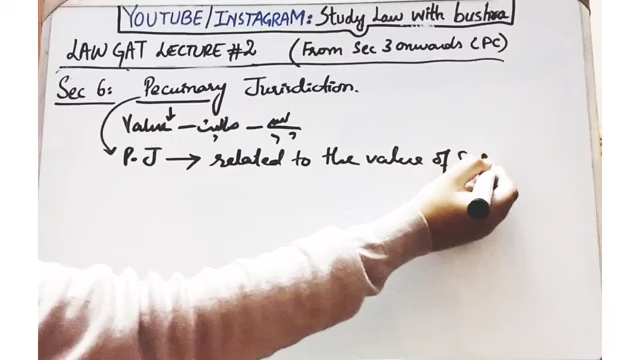 YOUTUBE/INSTAGRAM: Study Law with bushra
LAW GAT LECTURE #2 (From Sec 3 onwards CPC)
Sec 6: Pecuniary Jurisdiction.
Value – مالیت –
P.J → related to the value of S